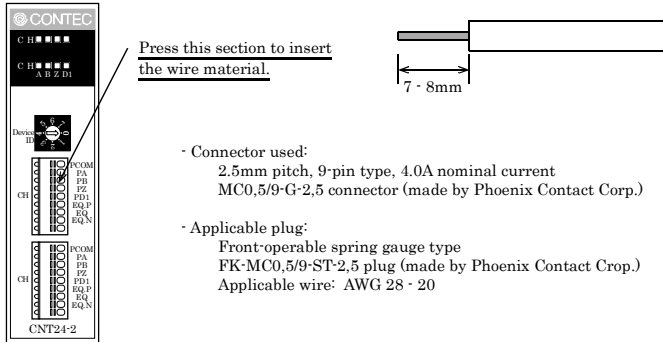 CONTEC
C H
C H
A B Z D1
Device
ID
PCOM
PA
PB
PZ
PD1
EQ.P
EQ
EQ.N
CH
PCOM
PA
PB
PZ
PD1
EQ.P
EQ
EQ.N
CH
CNT24-2
Press this section to insert
the wire material.
7 - 8mm
- Connector used:
2.5mm pitch, 9-pin type, 4.0A nominal current
MC0,5/9-G-2,5 connector (made by Phoenix Contact Corp.)
- Applicable plug:
Front-operable spring gauge type
FK-MC0,5/9-ST-2,5 plug (made by Phoenix Contact Crop.)
Applicable wire: AWG 28 - 20